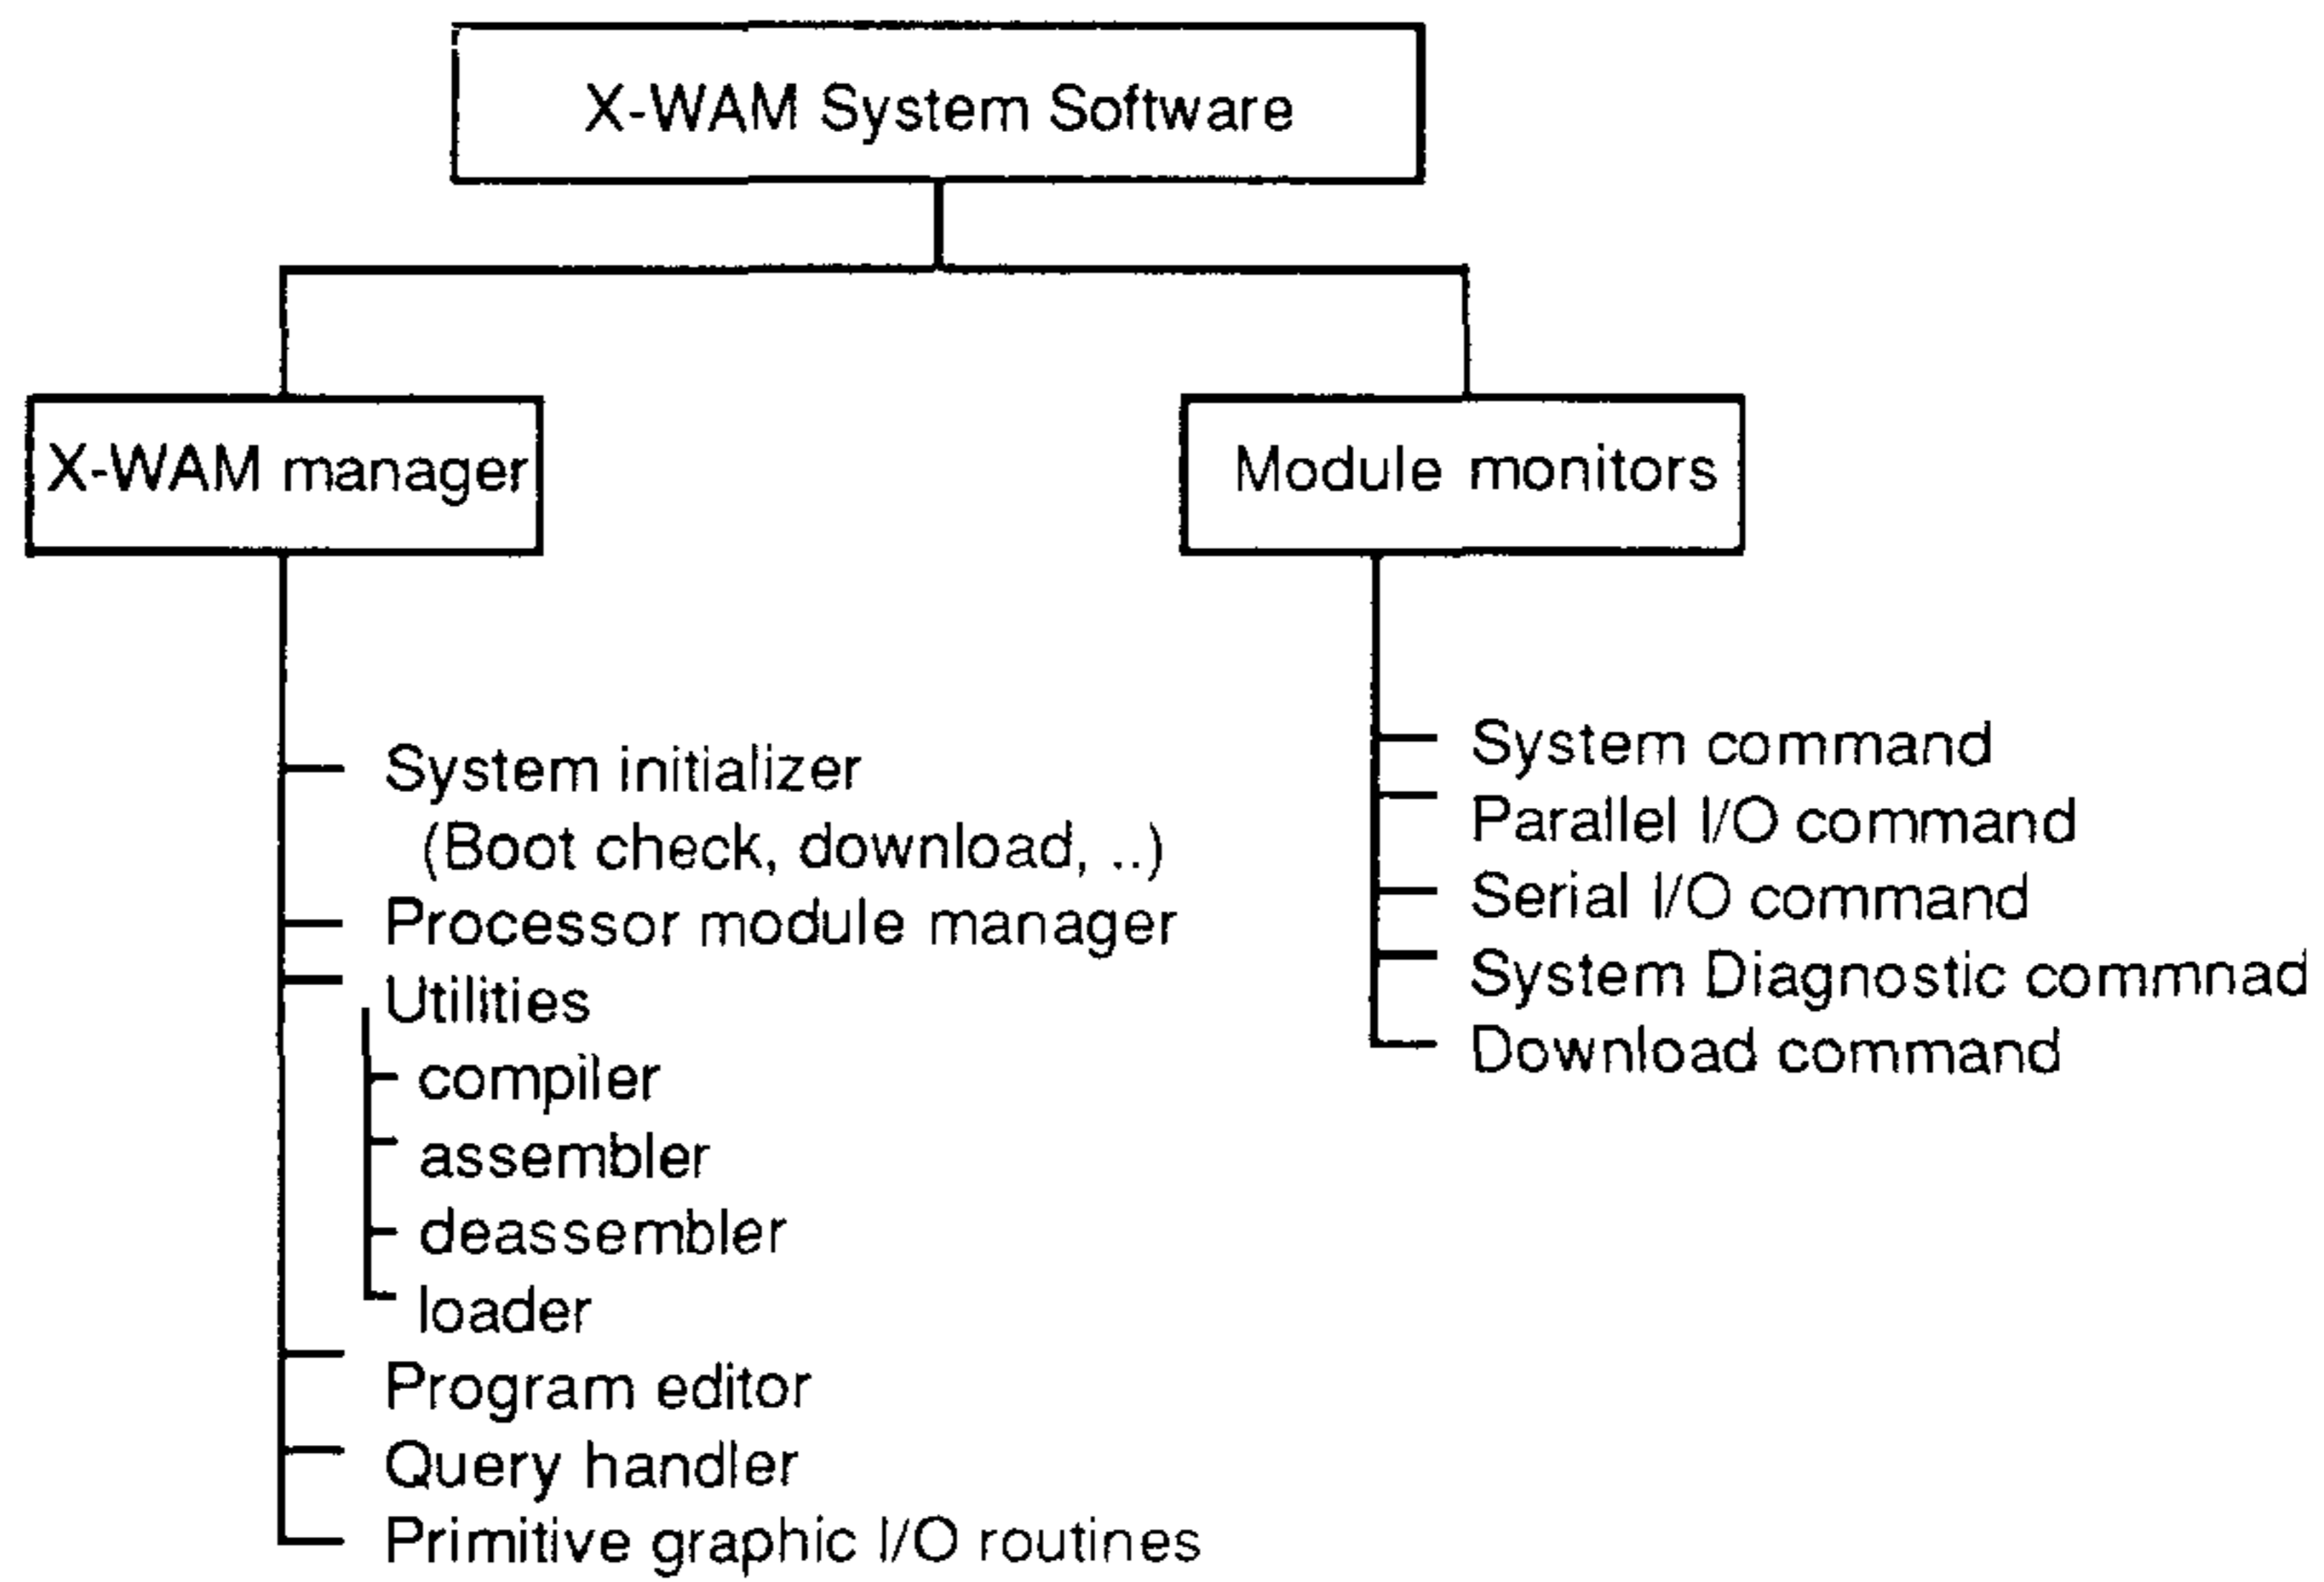 X-WAM System Software
X-WAM manager
Module monitors
System initializer
(Boot check, download, ..)
Processor module manager
Utilities
compiler
assembler
deassembler
loader
Program editor
Query handler
Primitive graphic I/O routines
System command
Parallel I/O command
Serial I/O command
System Diagnostic commnad
Download command